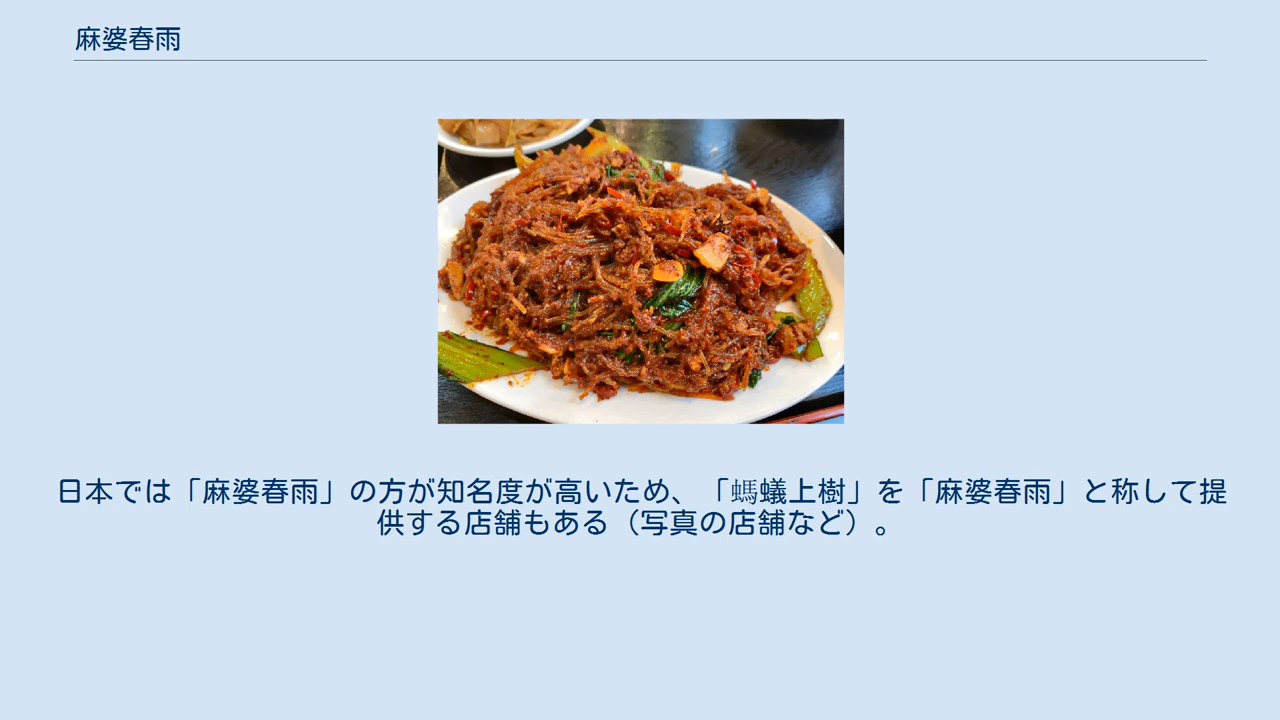 麻婆春雨
日本では「麻婆春雨」の方が知名度が高いため、「螞蟻上樹」を「麻婆春雨」と称して提
供する店舗もある（写真の店舗など）。